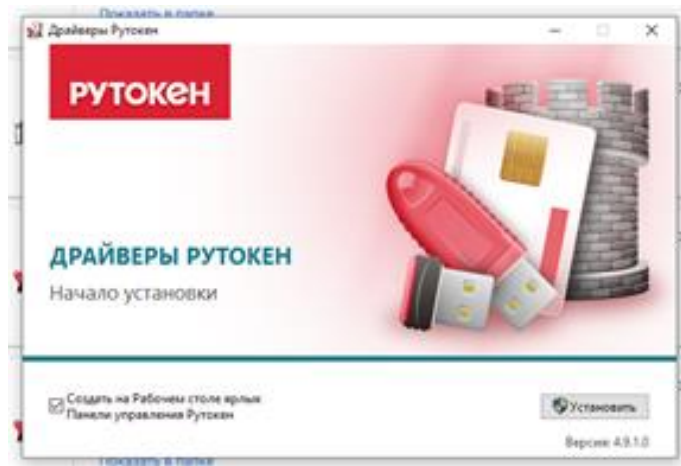 Показать в папке
Драйверы Рутокен
РУТОКЕН
ДРАЙВЕРЫ РУТОКЕН
Начало установки
Создать на Рабочем столе ярлык
Панели управления Рутокен
Установить
Версия: 4.9.1.0
Показать в папке